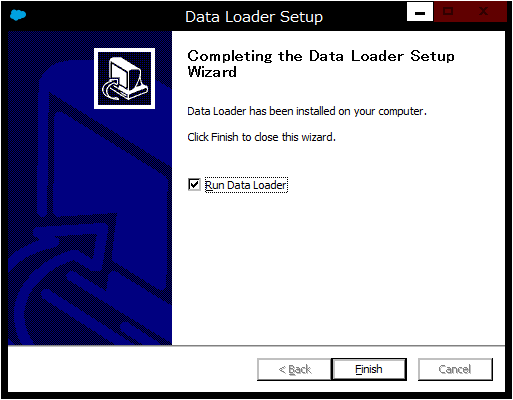 Data Loader Setup
Completing the Data Loader Setup
Wizard
Data Loader has been installed on your computer.
Click Finish to close this wizard.
Run Data Loader
< Back
Finish
Cancel